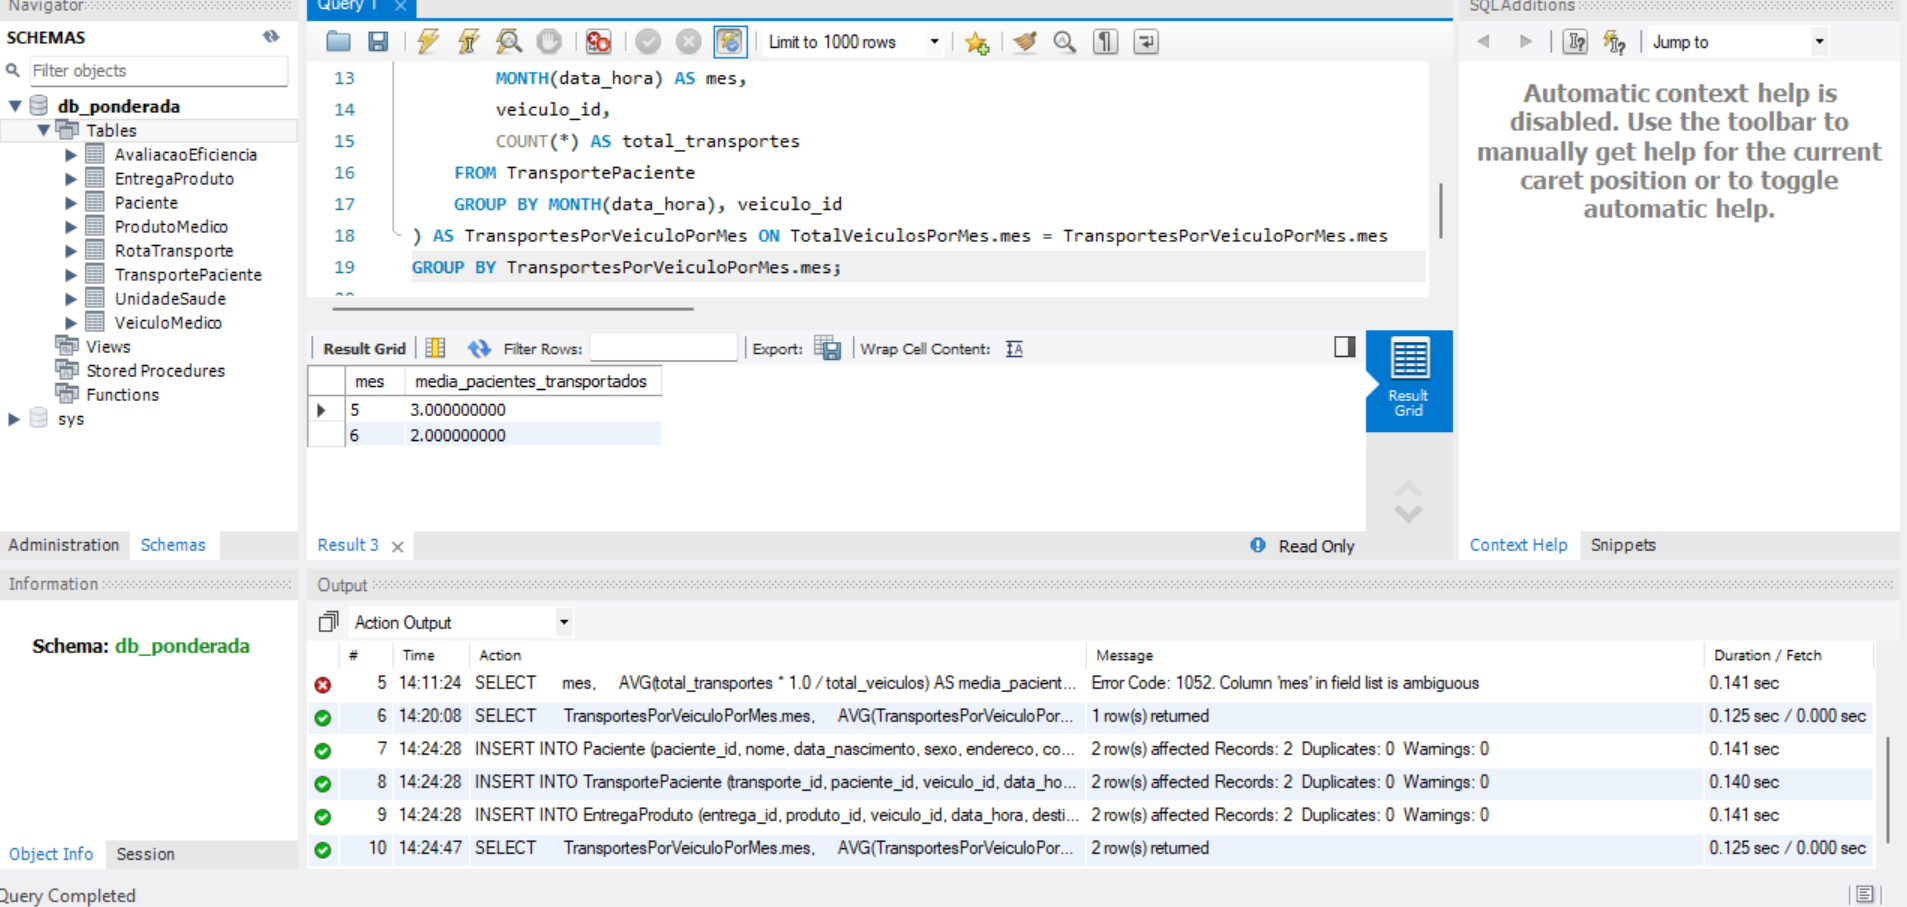 Navigator
SCHEMAS
Filter objects
db_ponderada
Tables
AvaliacaoEficiencia
EntregaProduto
Paciente
ProdutoMedico
RotaTransporte
TransportePaciente
UnidadeSaude
VeiculoMedico
Views
Stored Procedures
Functions
sys
Administration Schemas
Information
Schema: db_ponderada
Object Info Session
Query Completed
Query 1
Limit to 1000 rows
13 MONTH(data_hora) AS mes,
14 veiculo_id,
15 COUNT(*) AS total_transportes
16 FROM TransportePaciente
17 GROUP BY MONTH(data_hora), veiculo_id
18 ) AS TransportesPorVeiculoPorMes ON TotalVeiculosPorMes.mes = TransportesPorVeiculoPorMes.mes
19 GROUP BY TransportesPorVeiculoPorMes.mes;
Result Grid Filter Rows: Export: Wrap Cell Content:
mes media_pacientes_transportados
5 3.000000000
6 2.000000000
Result
Grid
Result 3 Read Only
SQLAdditions
Jump to
Automatic context help is
disabled. Use the toolbar to
manually get help for the current
caret position or to toggle
automatic help.
Context Help Snippets
Output
Action Output
# Time Action Message Duration / Fetch
5 14:11:24 SELECT mes, AVG(total_transportes * 1.0 / total_veiculos) AS media_pacient... Error Code: 1052. Column 'mes' in field list is ambiguous 0.141 sec
6 14:20:08 SELECT TransportesPorVeiculoPorMes.mes, AVG(TransportesPorVeiculoPor... 1 row(s) returned 0.125 sec / 0.000 sec
7 14:24:28 INSERT INTO Paciente (paciente_id, nome, data_nascimento, sexo, endereco, co... 2 row(s) affected Records: 2 Duplicates: 0 Warnings: 0 0.141 sec
8 14:24:28 INSERT INTO TransportePaciente (transporte_id, paciente_id, veiculo_id, data_ho... 2 row(s) affected Records: 2 Duplicates: 0 Warnings: 0 0.140 sec
9 14:24:28 INSERT INTO EntregaProduto (entrega_id, produto_id, veiculo_id, data_hora, desti... 2 row(s) affected Records: 2 Duplicates: 0 Warnings: 0 0.141 sec
10 14:24:47 SELECT TransportesPorVeiculoPorMes.mes, AVG(TransportesPorVeiculoPor... 2 row(s) returned 0.125 sec / 0.000 sec